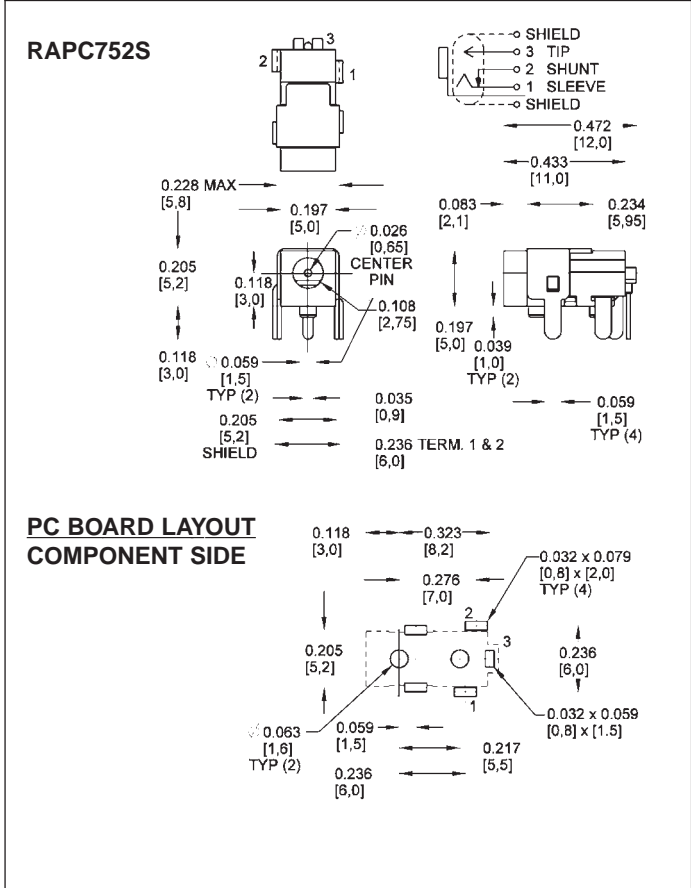 RAPC752S
3
2
1
SHIELD
3 TIP
2 SHUNT
1 SLEEVE
SHIELD
0.472
[12,0]
0.433
[11,0]
0.228 MAX
[5,8]
0.197
[5,0]
∅ 0.026
[0,65]
CENTER
PIN
0.083
[2,1]
0.234
[5,95]
0.205
[5,2]
0.118
[3,0]
0.108
[2,75]
0.197
[5,0]
0.039
[1,0]
TYP (2)
0.118
[3,0]
∅ 0.059
[1,5]
TYP (2)
0.035
[0,9]
0.059
[1,5]
TYP (4)
0.205
[5,2]
SHIELD
0.236 TERM. 1 & 2
[6,0]
PC BOARD LAYOUT
COMPONENT SIDE
0.118
[3,0]
0.323
[8,2]
0.276
[7,0]
0.032 x 0.079
[0,8] x [2,0]
TYP (4)
2
3
0.205
[5,2]
0.236
[6,0]
1
∅ 0.063
[1,6]
TYP (2)
0.059
[1,5]
0.217
[5,5]
0.032 x 0.059
[0,8] x [1.5]
0.236
[6,0]